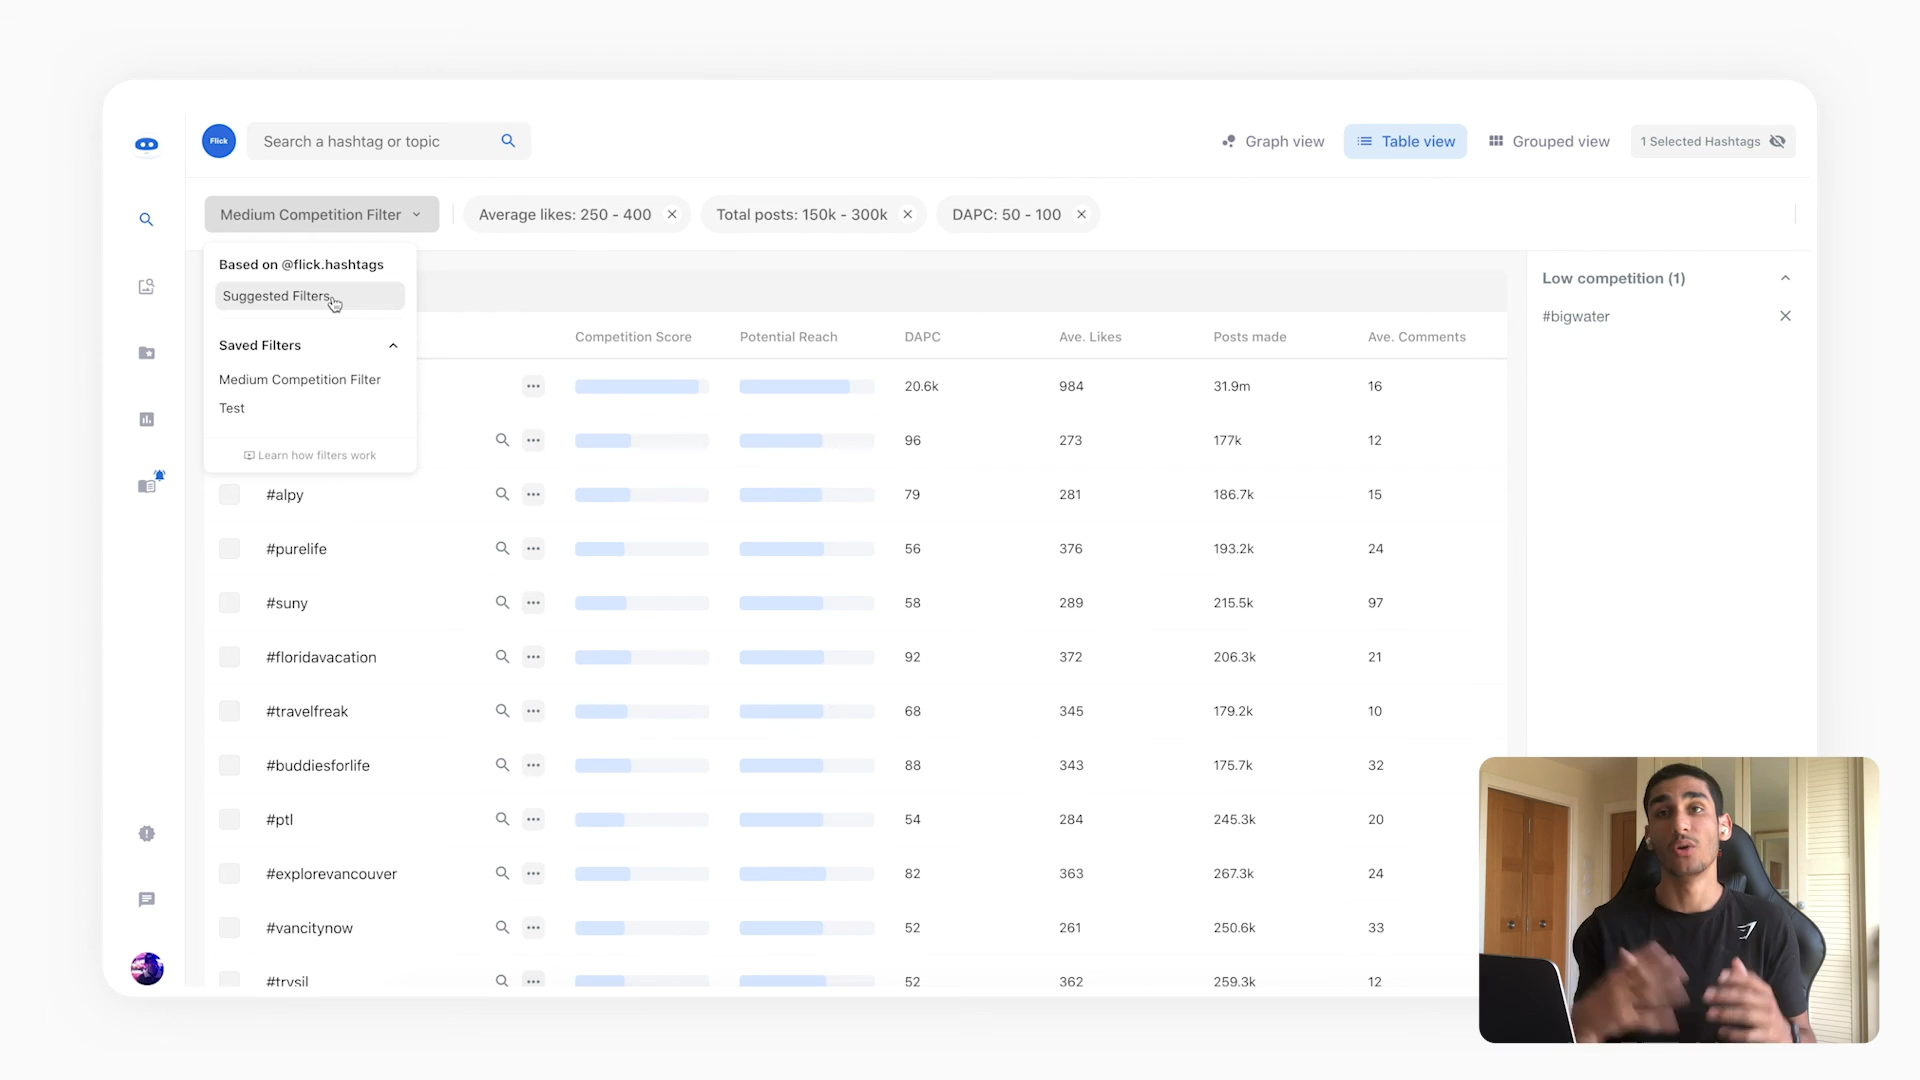 Flick
Search a hashtag or topic
Graph view
Table view
Grouped view
1 Selected Hashtags
Medium Competition Filter
Average likes: 250 - 400
Total posts: 150k - 300k
DAPC: 50 - 100
Based on @flick.hashtags
Suggested Filters
Saved Filters
Medium Competition Filter
Test
Learn how filters work
Low competition (1)
#bigwater
Competition Score Potential Reach DAPC Ave. Likes Posts made Ave. Comments
20.6k 984 31.9m 16
96 273 177k 12
#alpy 79 281 186.7k 15
#purelife 56 376 193.2k 24
#suny 58 289 215.5k 97
#floridavacation 92 372 206.3k 21
#travelfreak 68 345 179.2k 10
#buddiesforlife 88 343 175.7k 32
#ptl 54 284 245.3k 20
#explorevancouver 82 363 267.3k 24
#vancitynow 52 261 250.6k 33
#trysil 52 362 259.3k 12